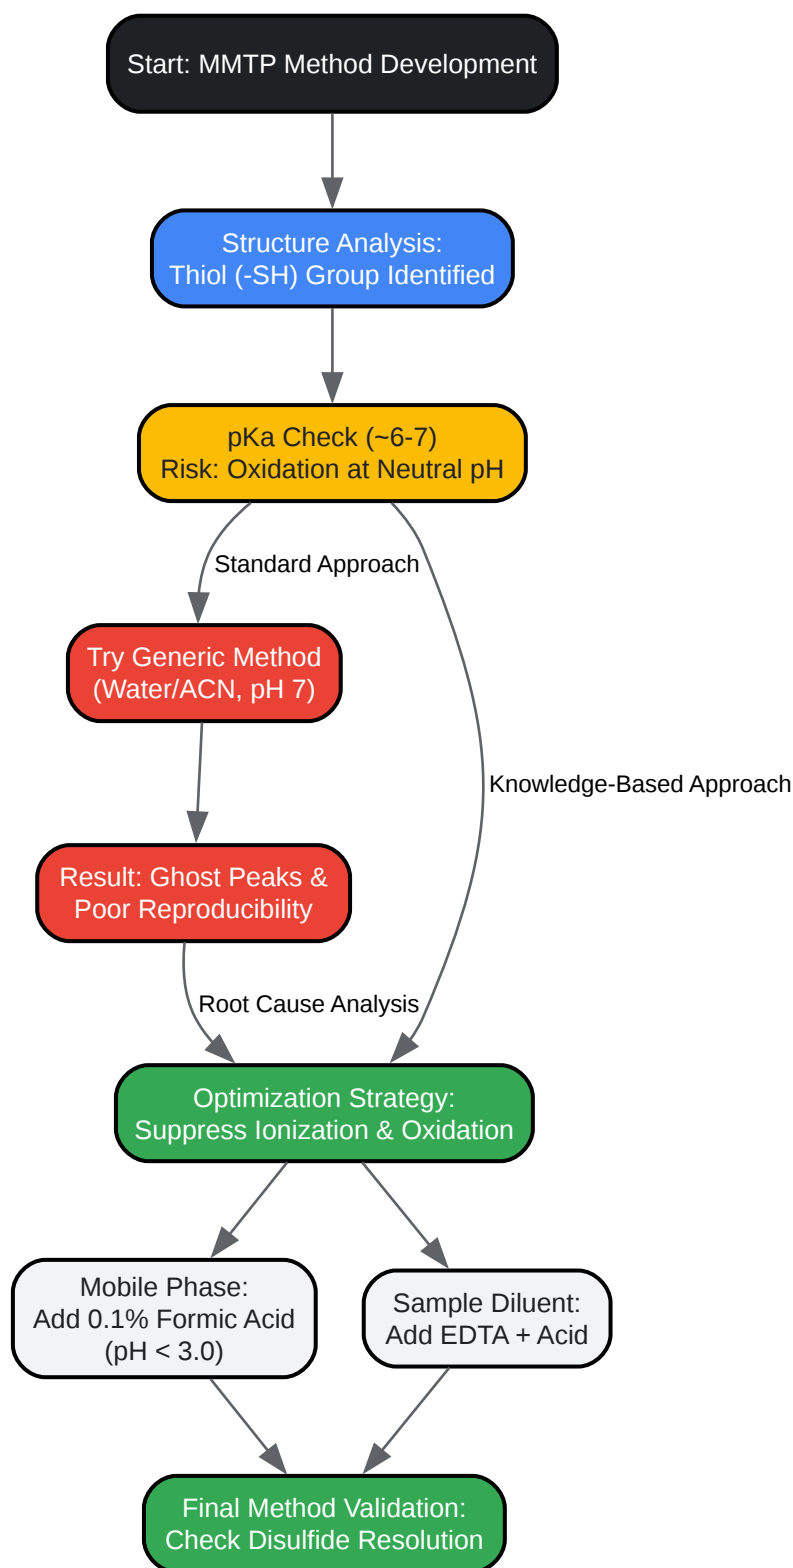 Start: MMTP Method Development
Structure Analysis:
Thiol (-SH) Group Identified
pKa Check (~6-7)
Risk: Oxidation at Neutral pH
Standard Approach
Try Generic Method
(Water/ACN, pH 7)
Knowledge-Based Approach
Result: Ghost Peaks &
Poor Reproducibility
Root Cause Analysis
Optimization Strategy:
Suppress Ionization & Oxidation
Mobile Phase:
Add 0.1% Formic Acid
(pH < 3.0)
Sample Diluent:
Add EDTA + Acid
Final Method Validation:
Check Disulfide Resolution